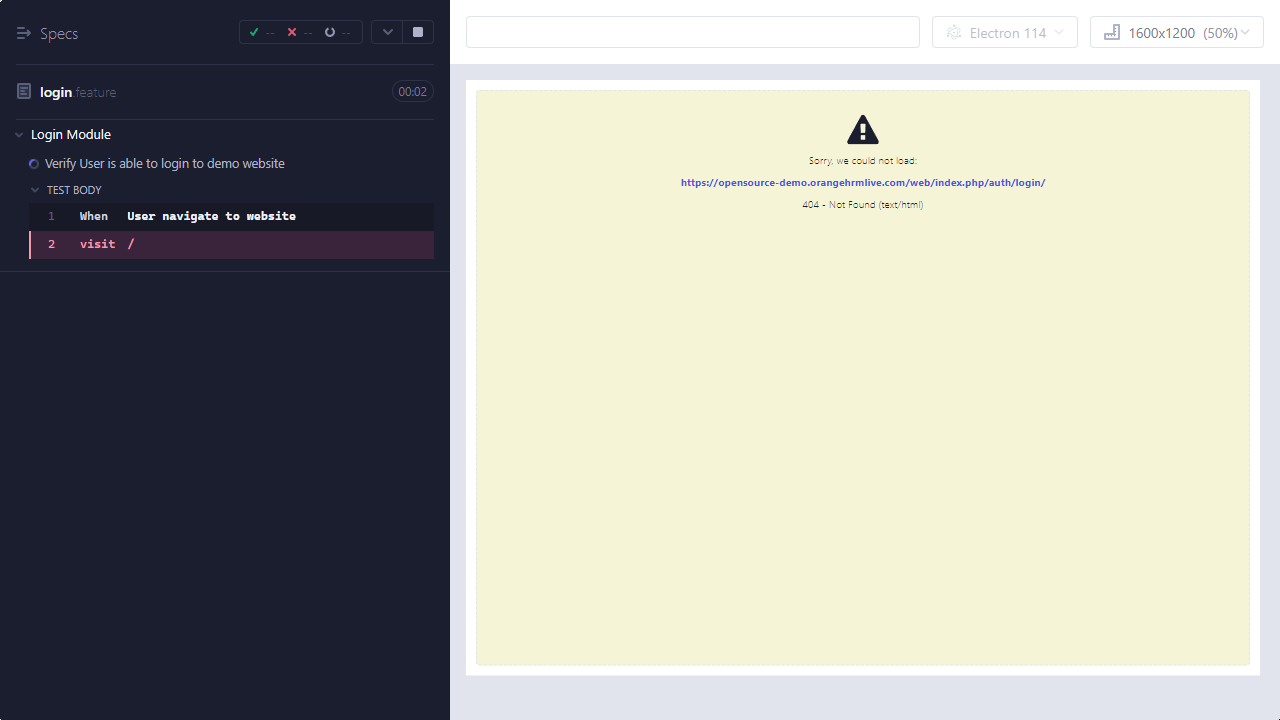 Specs
-- -- --
login.feature 00:02
Login Module
Verify User is able to login to demo website
TEST BODY
1 When User navigate to website
2 visit /
Electron 114
1600x1200 (50%)
Sorry, we could not load:
https://opensource-demo.orangehrmlive.com/web/index.php/auth/login/
404 - Not Found (text/html)